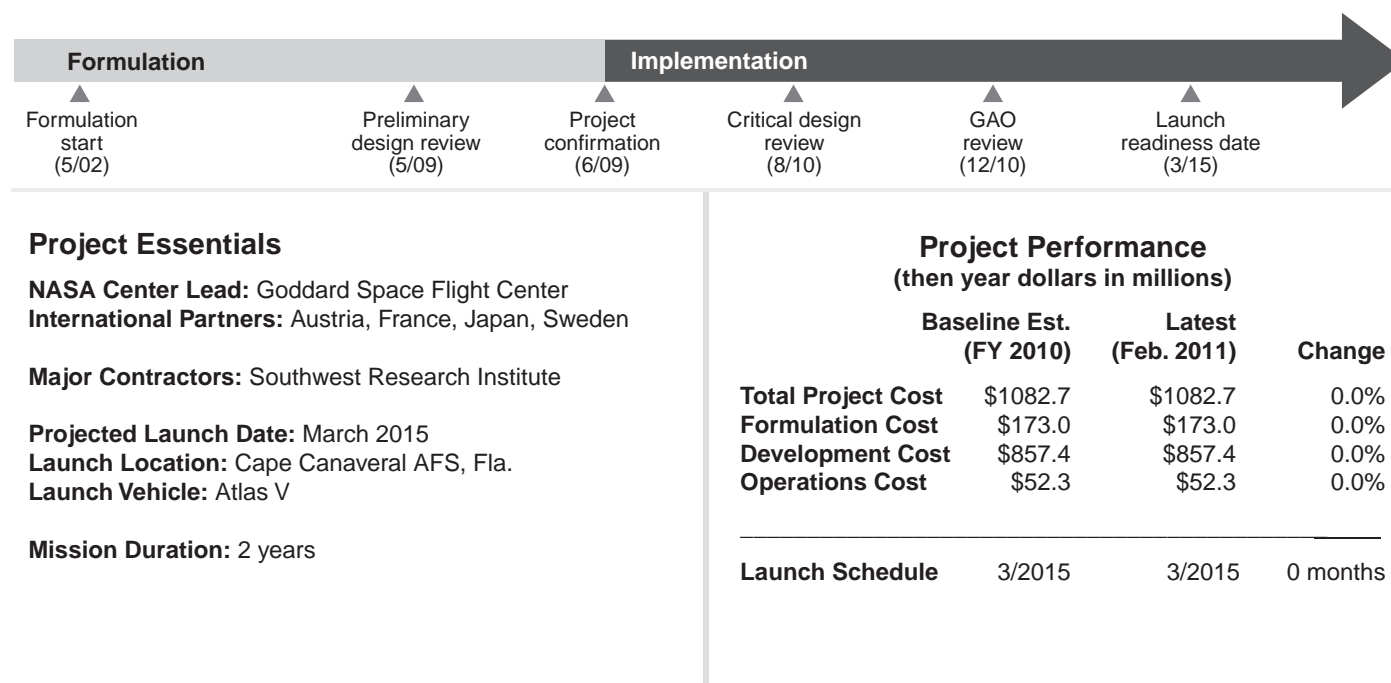 Formulation
Implementation
Formulation
start
(5/02)
Preliminary
design review
(5/09)
Project
confirmation
(6/09)
Critical design
review
(8/10)
GAO
review
(12/10)
Launch
readiness date
(3/15)
Project Essentials
NASA Center Lead: Goddard Space Flight Center
International Partners: Austria, France, Japan, Sweden
Major Contractors: Southwest Research Institute
Projected Launch Date: March 2015
Launch Location: Cape Canaveral AFS, Fla.
Launch Vehicle: Atlas V
Mission Duration: 2 years
Project Performance
(then year dollars in millions)
Baseline Est. Latest
(FY 2010) (Feb. 2011) Change
Total Project Cost $1082.7 $1082.7 0.0%
Formulation Cost $173.0 $173.0 0.0%
Development Cost $857.4 $857.4 0.0%
Operations Cost $52.3 $52.3 0.0%
Launch Schedule 3/2015 3/2015 0 months